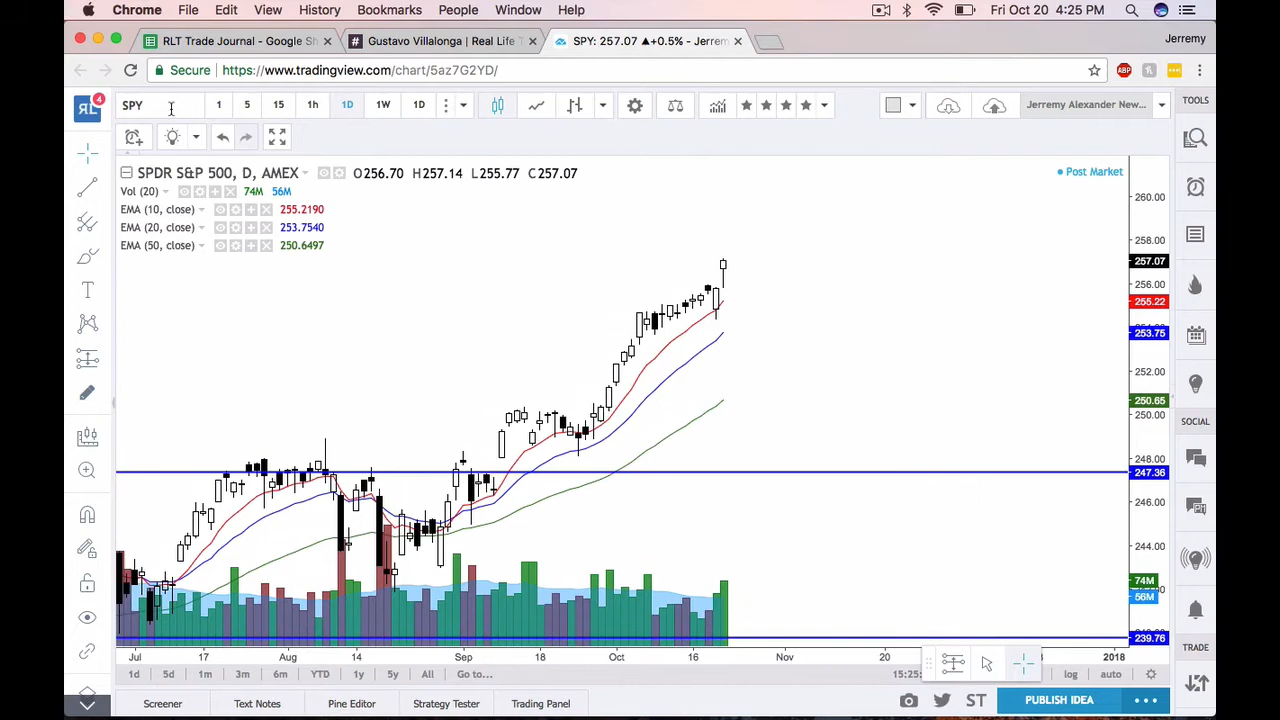 Chrome File Edit View History Bookmarks People Window Help Fri Oct 20 4:25 PM
RLT Trade Journal - Google Sh Gustavo Villalonga | Real Life T SPY: 257.07 ▲+0.5% - Jerrem Jerremy
Secure | https://www.tradingview.com/chart/5az7G2YD/ ABP
RL 4 SPY 1 5 15 1h 1D 1W 1D Jerremy Alexander New... TOOLS
SPDR S&P 500, D, AMEX O256.70 H257.14 L255.77 C257.07 Post Market
Vol (20) 74M 56M
EMA (10, close) 255.2190
EMA (20, close) 253.7540
EMA (50, close) 250.6497
260.00
258.00
257.07
256.00
255.22
253.75
252.00
250.65
250.00
SOCIAL
248.00
247.36
246.00
244.00
74M
56M
239.76
Jul 17 Aug 14 Sep 18 Oct 16 Nov 20 2018
TRADE
1d 5d 1m 3m 6m YTD 1y 5y All Go to... 15:25: log auto
Screener Text Notes Pine Editor Strategy Tester Trading Panel ST PUBLISH IDEA